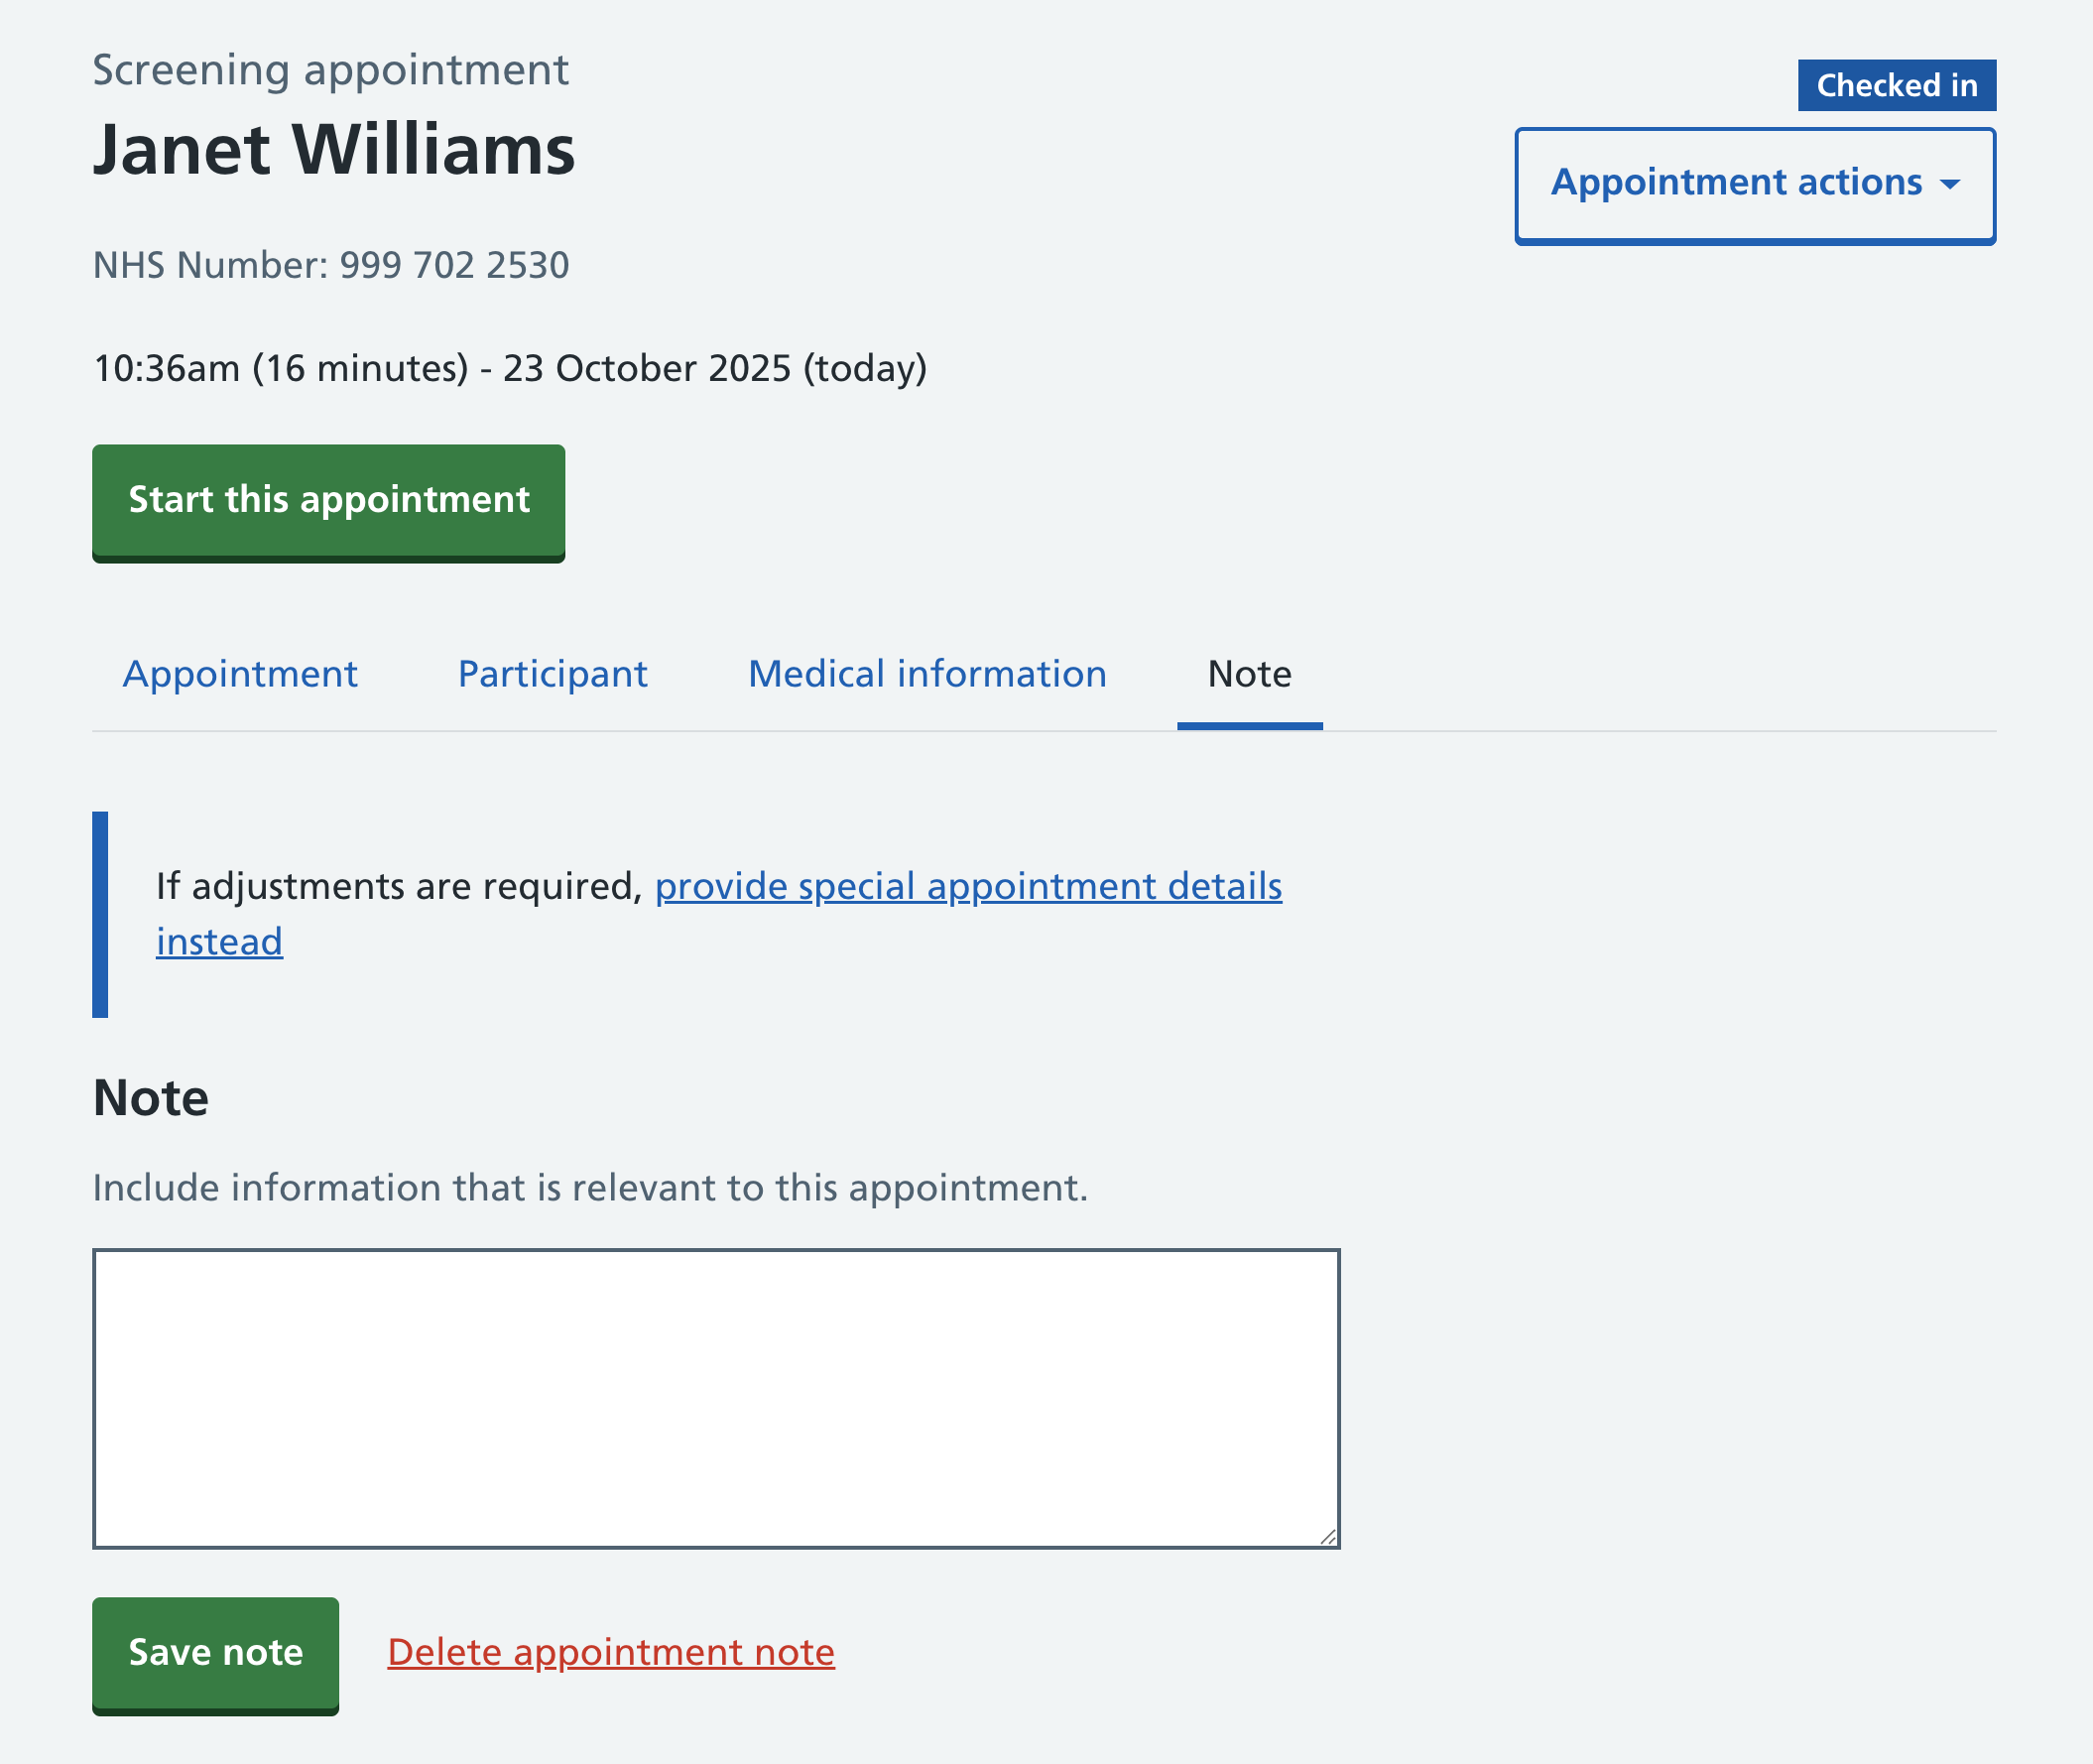 Screening appointment
Checked in
Janet Williams
Appointment actions
NHS Number: 999 702 2530
10:36am (16 minutes) - 23 October 2025 (today)
Start this appointment
Appointment Participant Medical information Note
If adjustments are required, provide special appointment details
instead
Note
Include information that is relevant to this appointment.
Save note Delete appointment note